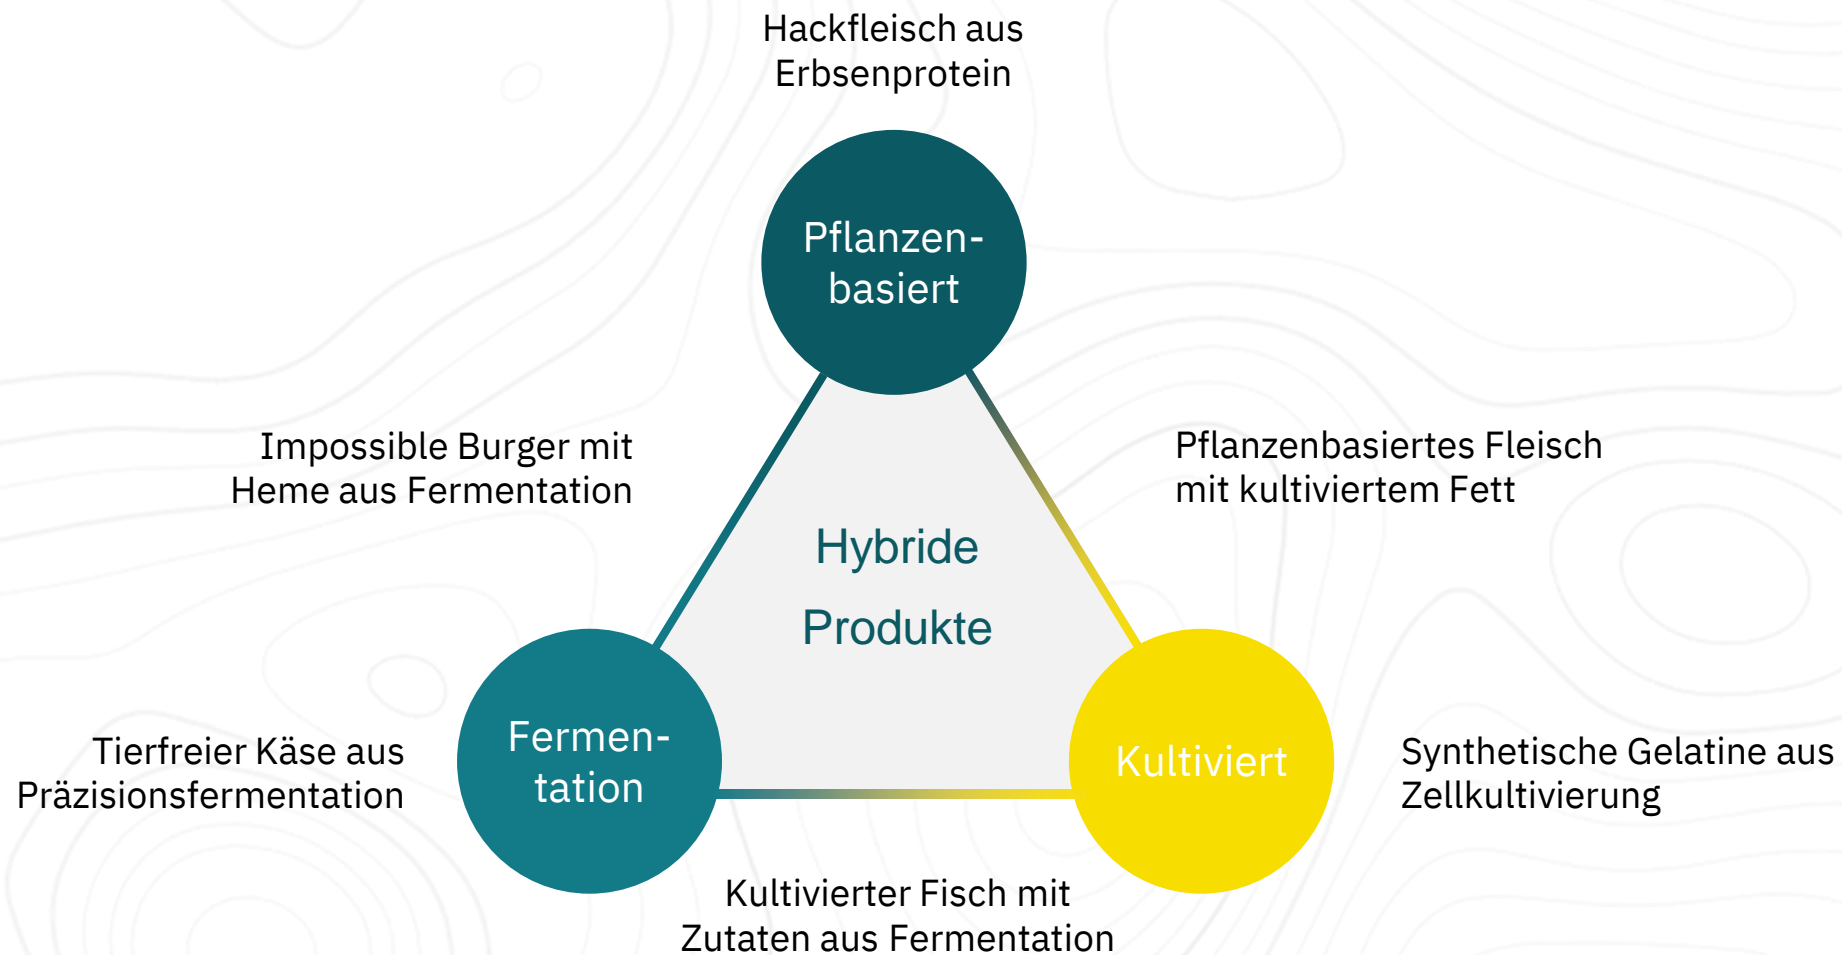 Hackfleisch aus
Erbsenprotein
Pflanzen-
basiert
Impossible Burger mit
Heme aus Fermentation
Pflanzenbasiertes Fleisch
mit kultiviertem Fett
Hybride
Produkte
Tierfreier Käse aus
Präzisionsfermentation
Fermen-
tation
Kultiviert
Synthetische Gelatine aus
Zellkultivierung
Kultivierter Fisch mit
Zutaten aus Fermentation